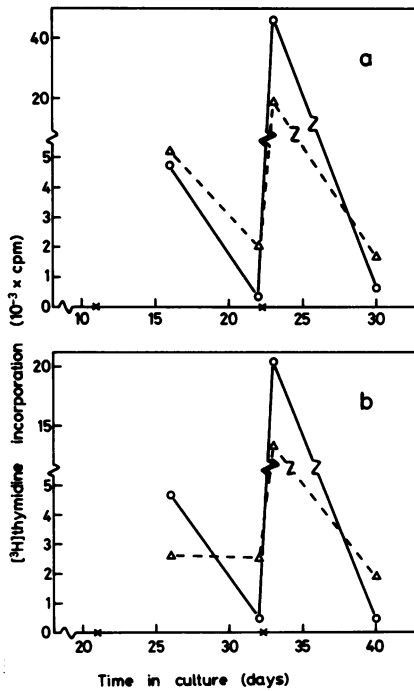 a
40
20
5
4
3
2
1
0
10 15 20 25 30
b
20
15
5
4
3
2
1
0
20 25 30 35 40
[³H]thymidine incorporation (10⁻³ x cpm)
Time in culture (days)